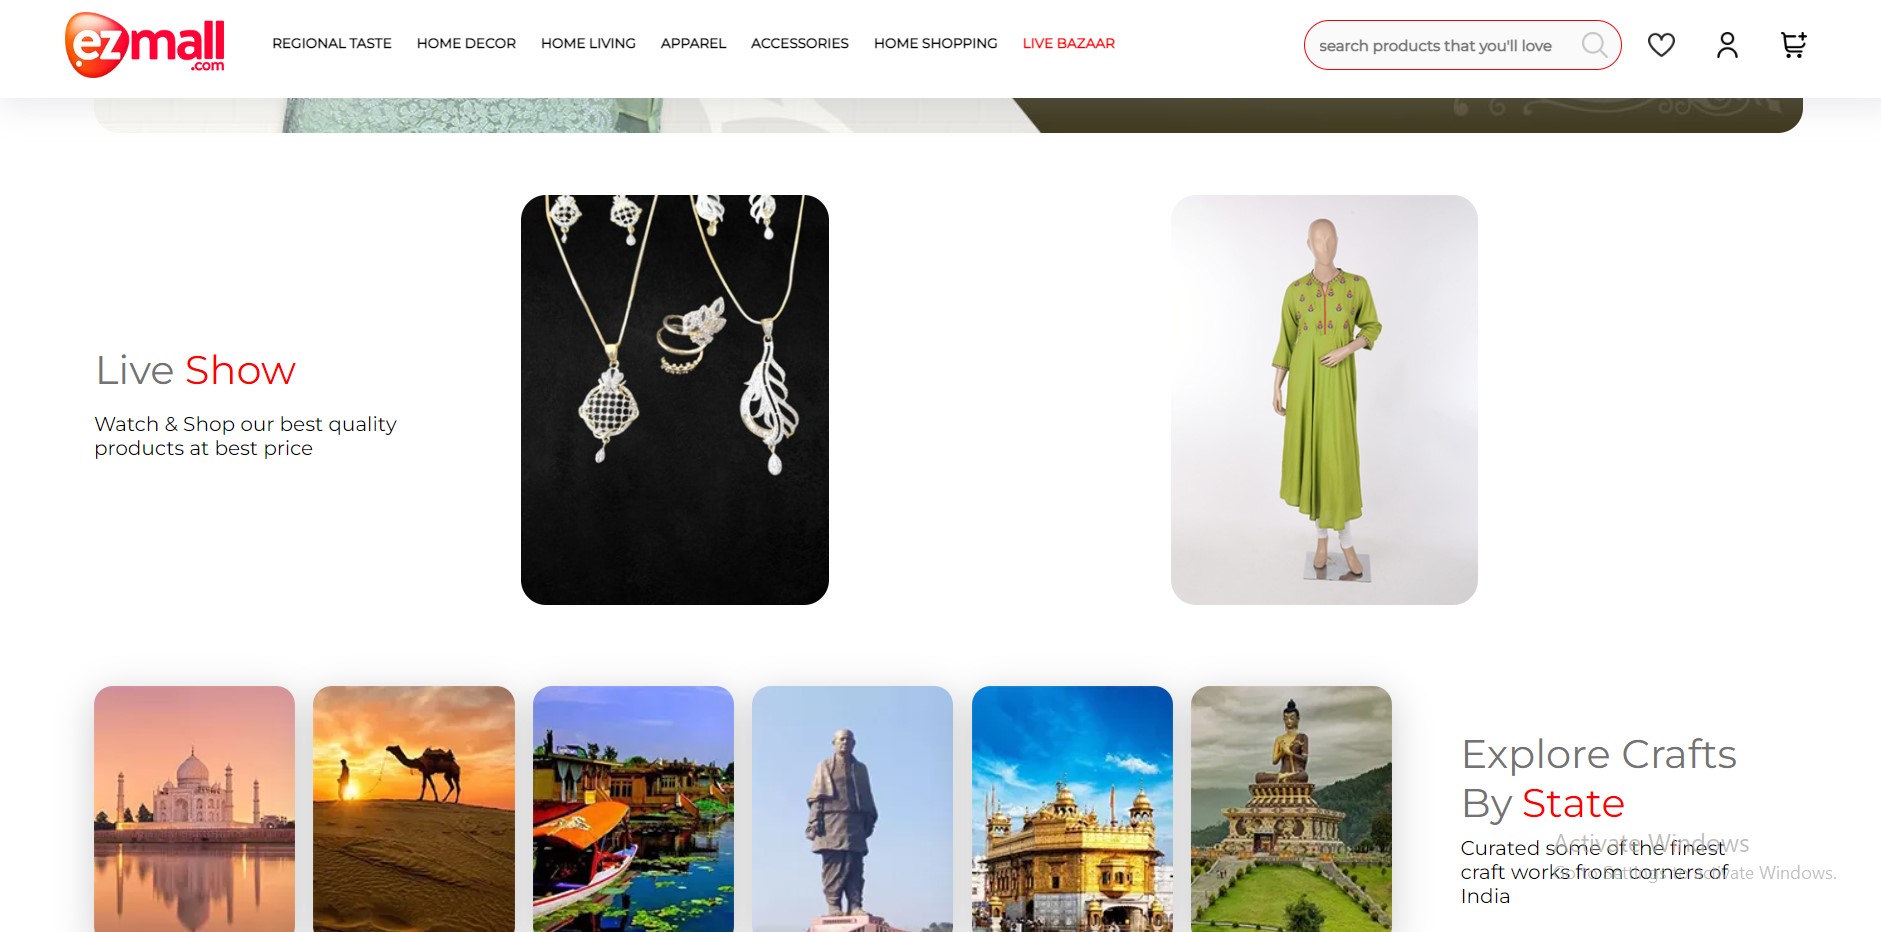 ezmall
.com
REGIONAL TASTE HOME DECOR HOME LIVING APPAREL ACCESSORIES HOME SHOPPING LIVE BAZAAR
search products that you'll love
Live Show
Watch & Shop our best quality
products at best price
Explore Crafts
By State
Curated some of the finest
craft works from corners of
India
Activate Windows
Go to Settings to activate Windows.